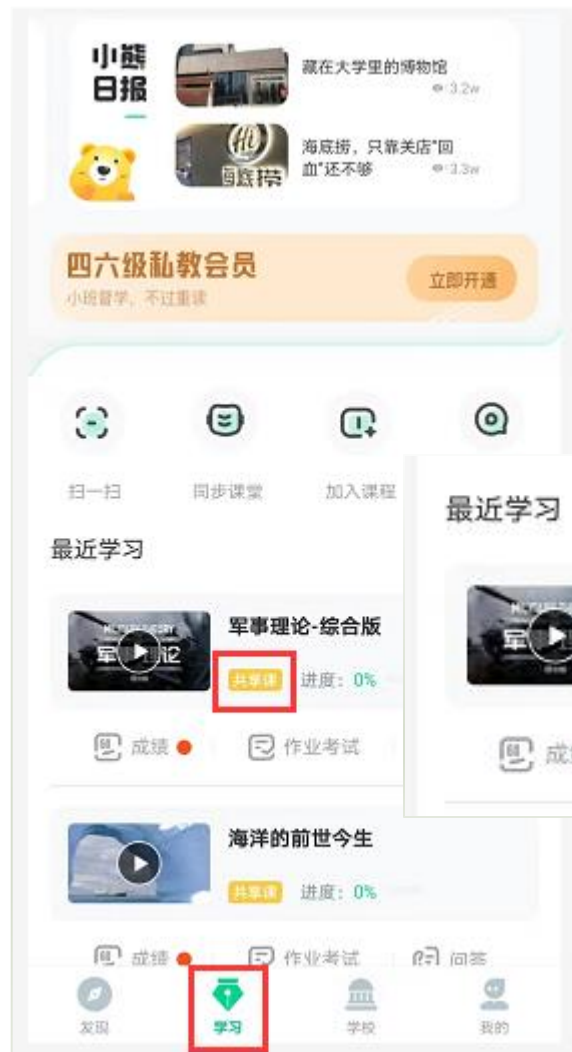 小熊
日报
藏在大学里的博物馆
3.2w
海底捞，只靠关店"回
血"还不够
3.3w
Hi
海底捞
四六级私教会员
小班督学，不过重读
立即开通
扫一扫
同步课堂
加入课程
最近学习
最近学习
军事理论-综合版
共享课
进度：0%
成绩
作业考试
海洋的前世今生
共享课
进度：0%
成绩
作业考试
问答
发现
学习
学校
我的